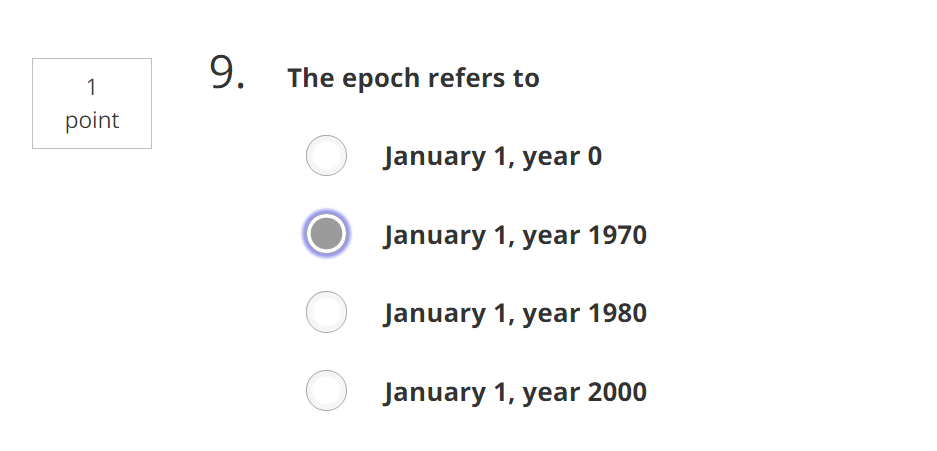 1
point
9. The epoch refers to
January 1, year 0
January 1, year 1970
January 1, year 1980
January 1, year 2000